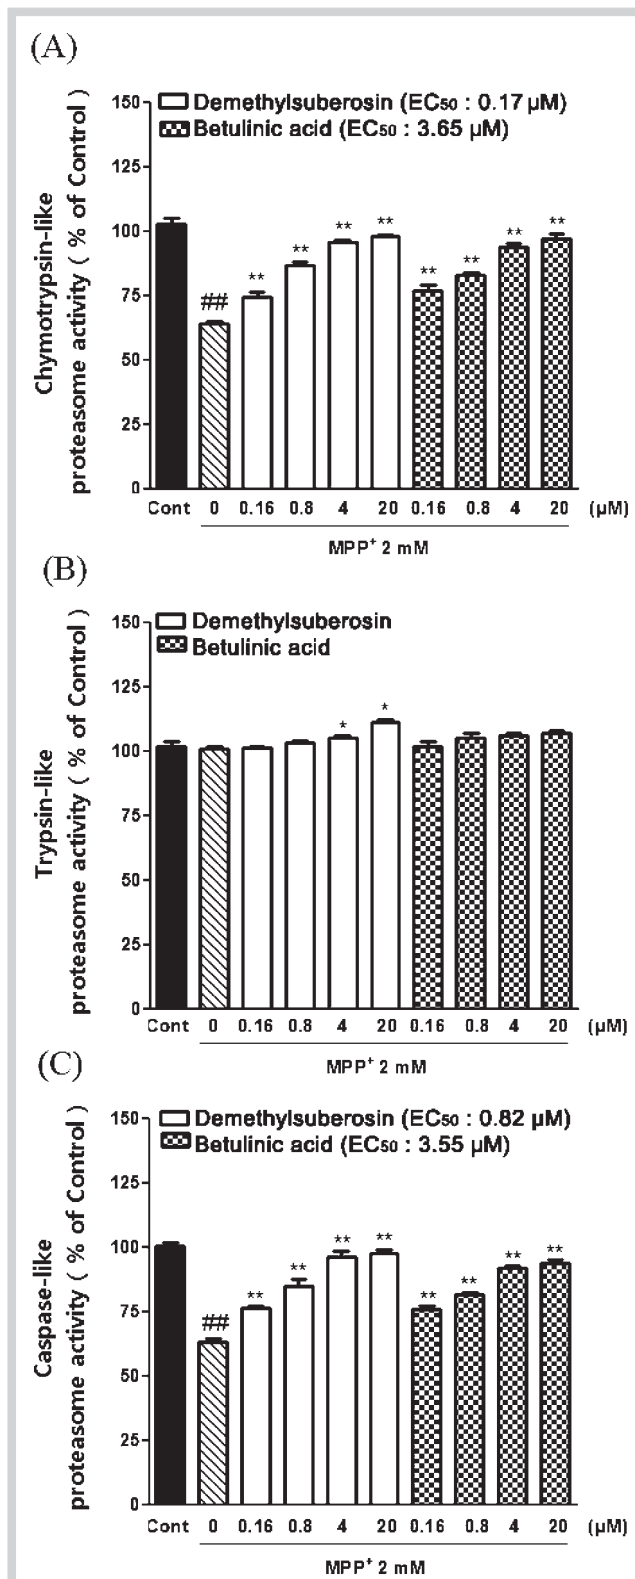 (A)
Chymotrypsin-like
proteasome activity ( % of Control )
150
125
100
75
50
25
0
Demethylsuberosin (EC50 : 0.17 µM)
Betulinic acid (EC50 : 3.65 µM)
## ** ** ** ** ** ** ** **
Cont 0 0.16 0.8 4 20 0.16 0.8 4 20 (µM)
MPP+ 2 mM
(B)
Trypsin-like
proteasome activity ( % of Control )
150
125
100
75
50
25
0
Demethylsuberosin
Betulinic acid
* *
Cont 0 0.16 0.8 4 20 0.16 0.8 4 20 (µM)
MPP+ 2 mM
(C)
Caspase-like
proteasome activity ( % of Control )
150
125
100
75
50
25
0
Demethylsuberosin (EC50 : 0.82 µM)
Betulinic acid (EC50 : 3.55 µM)
## ** ** ** ** ** ** ** **
Cont 0 0.16 0.8 4 20 0.16 0.8 4 20 (µM)
MPP+ 2 mM